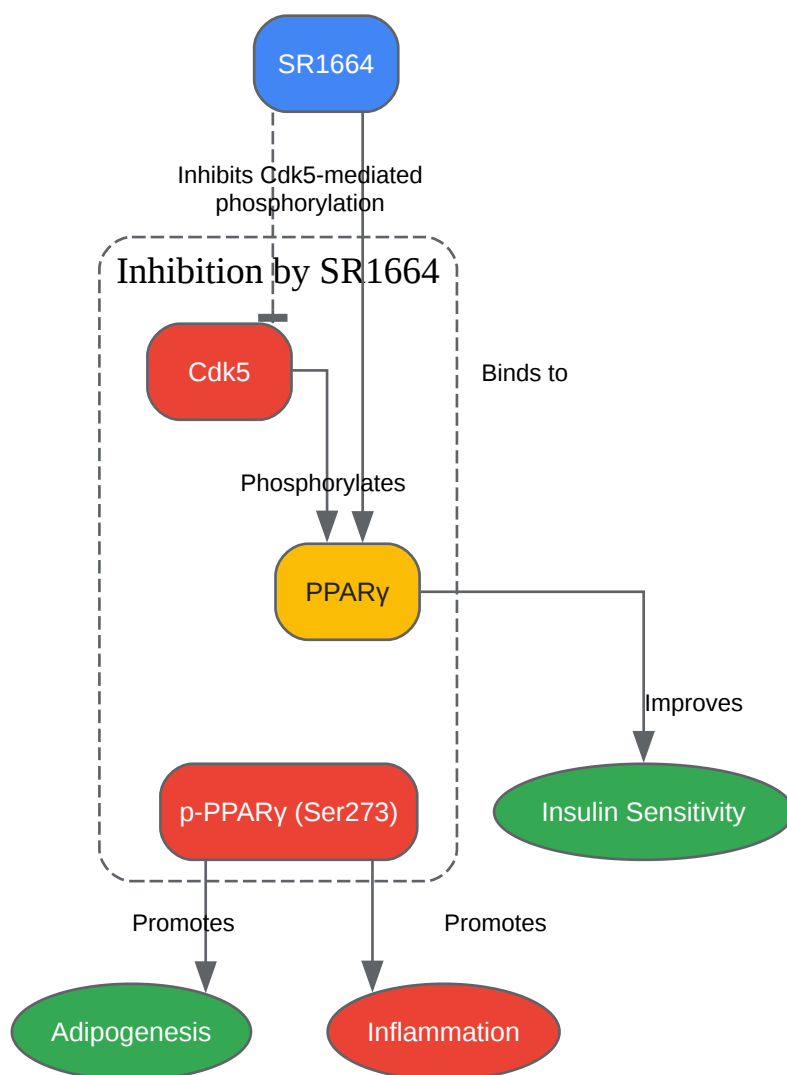 SR1664
Inhibits Cdk5-mediated
phosphorylation
Inhibition by SR1664
Cdk5
Binds to
Phosphorylates
PPARγ
Improves
p-PPARγ (Ser273)
Insulin Sensitivity
Promotes
Promotes
Adipogenesis
Inflammation